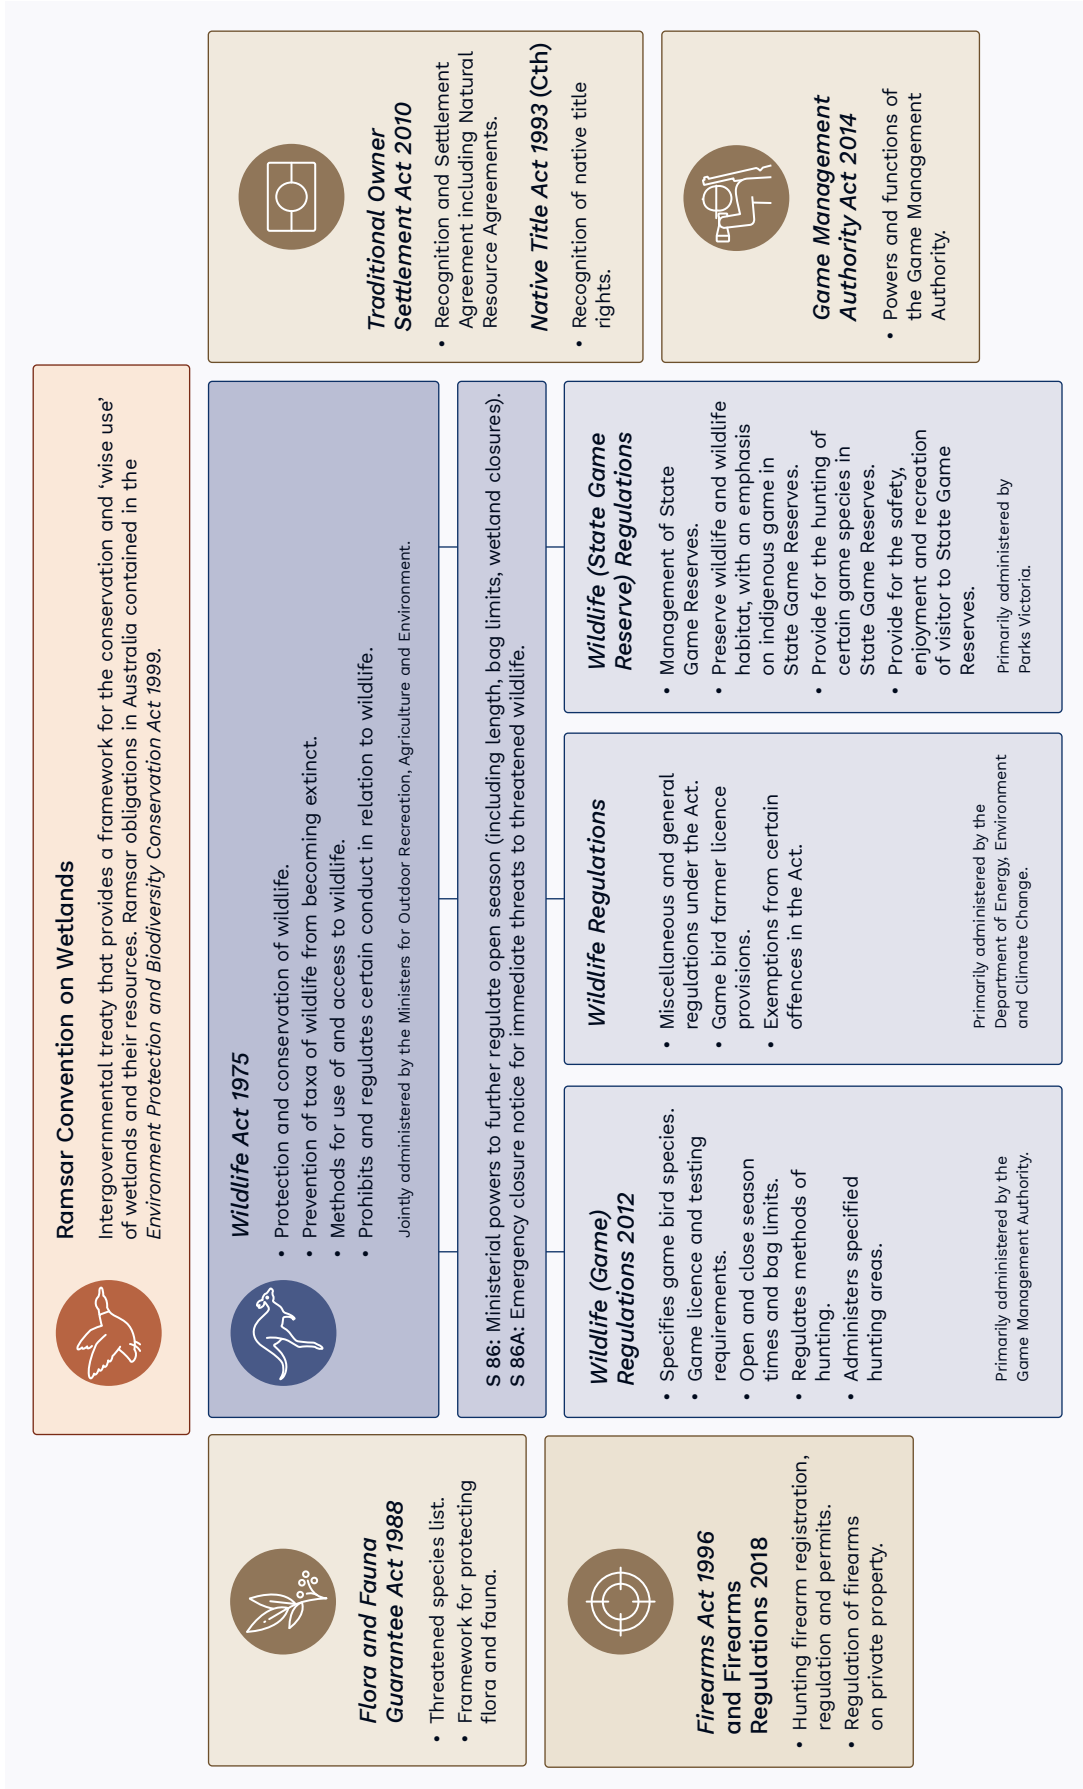 Ramsar Convention on Wetlands
Intergovernmental treaty that provides a framework for the conservation and ‘wise use’
of wetlands and their resources. Ramsar obligations in Australia contained in the
Environment Protection and Biodiversity Conservation Act 1999.
Flora and Fauna
Guarantee Act 1988
• Threatened species list.
• Framework for protecting
flora and fauna.
Firearms Act 1996
and Firearms
Regulations 2018
• Hunting firearm registration,
regulation and permits.
• Regulation of firearms
on private property.
Wildlife Act 1975
• Protection and conservation of wildlife.
• Prevention of taxa of wildlife from becoming extinct.
• Methods for use of and access to wildlife.
• Prohibits and regulates certain conduct in relation to wildlife.
Jointly administered by the Ministers for Outdoor Recreation, Agriculture and Environment.
S 86: Ministerial powers to further regulate open season (including length, bag limits, wetland closures).
S 86A: Emergency closure notice for immediate threats to threatened wildlife.
Wildlife (Game)
Regulations 2012
• Specifies game bird species.
• Game licence and testing
requirements.
• Open and close season
times and bag limits.
• Regulates methods of
hunting.
• Administers specified
hunting areas.
Primarily administered by the
Game Management Authority.
Wildlife Regulations
• Miscellaneous and general
regulations under the Act.
• Game bird farmer licence
provisions.
• Exemptions from certain
offences in the Act.
Primarily administered by the
Department of Energy, Environment
and Climate Change.
Wildlife (State Game
Reserve) Regulations
• Management of State
Game Reserves.
• Preserve wildlife and wildlife
habitat, with an emphasis
on indigenous game in
State Game Reserves.
• Provide for the hunting of
certain game species in
State Game Reserves.
• Provide for the safety,
enjoyment and recreation
of visitor to State Game
Reserves.
Primarily administered by
Parks Victoria.
Traditional Owner
Settlement Act 2010
• Recognition and Settlement
Agreement including Natural
Resource Agreements.
Native Title Act 1993 (Cth)
• Recognition of native title
rights.
Game Management
Authority Act 2014
• Powers and functions of
the Game Management
Authority.